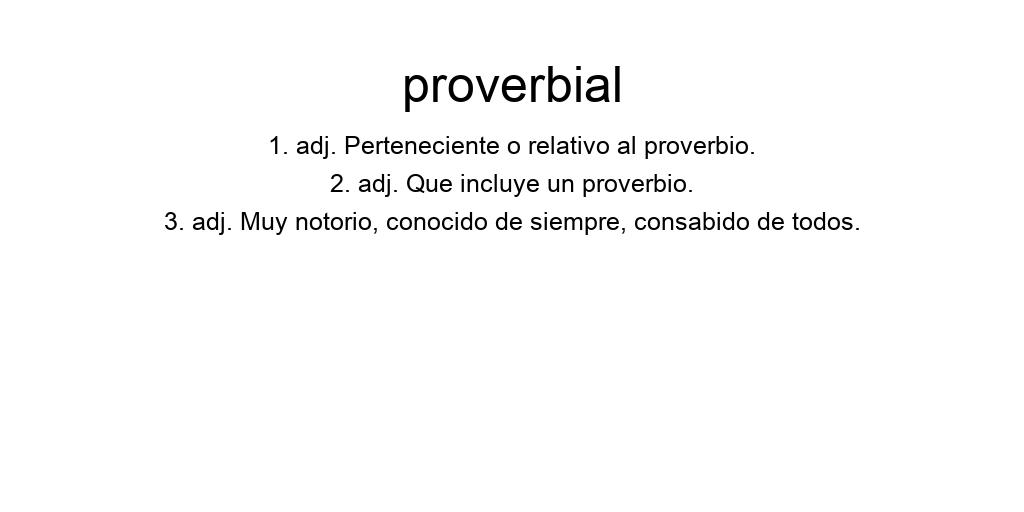 proverbial
1. adj. Perteneciente o relativo al proverbio.
2. adj. Que incluye un proverbio.
3. adj. Muy notorio, conocido de siempre, consabido de todos.